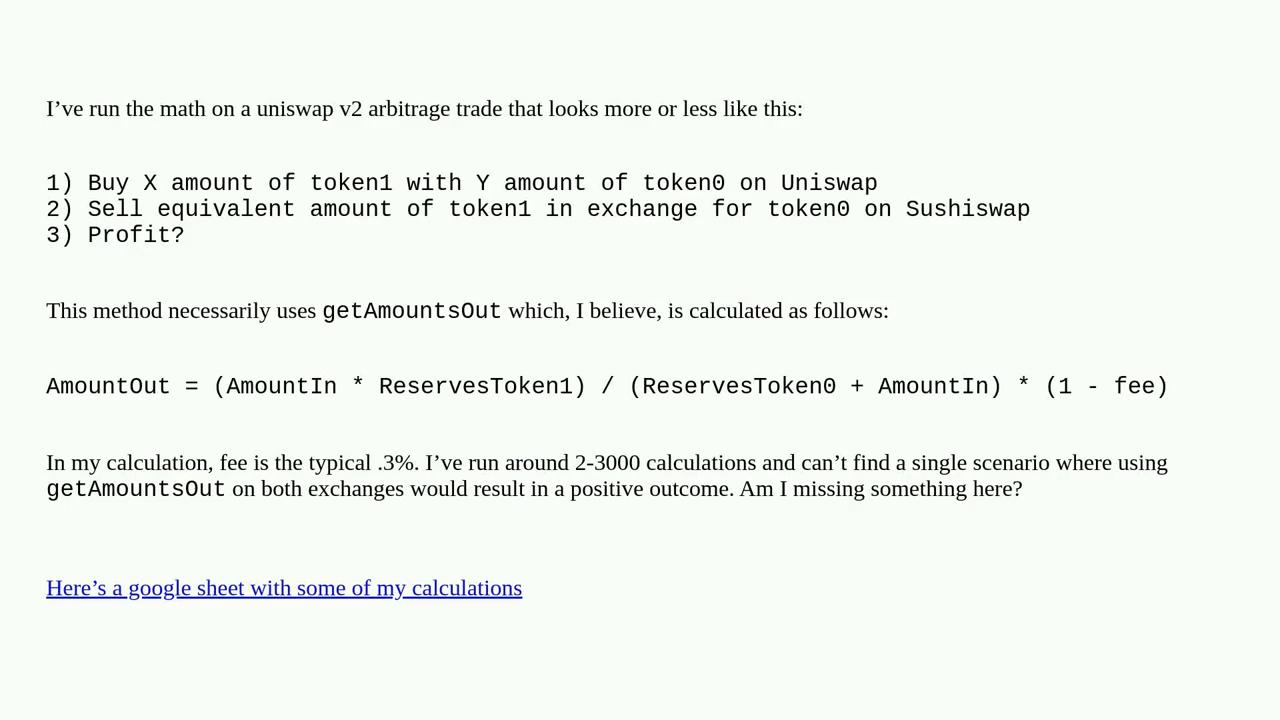 I’ve run the math on a uniswap v2 arbitrage trade that looks more or less like this:
1) Buy X amount of token1 with Y amount of token0 on Uniswap
2) Sell equivalent amount of token1 in exchange for token0 on Sushiswap
3) Profit?
This method necessarily uses getAmountsOut which, I believe, is calculated as follows:
AmountOut = (AmountIn * ReservesToken1) / (ReservesToken0 + AmountIn) * (1 - fee)
In my calculation, fee is the typical .3%. I’ve run around 2-3000 calculations and can’t find a single scenario where using
getAmountsOut on both exchanges would result in a positive outcome. Am I missing something here?
Here’s a google sheet with some of my calculations